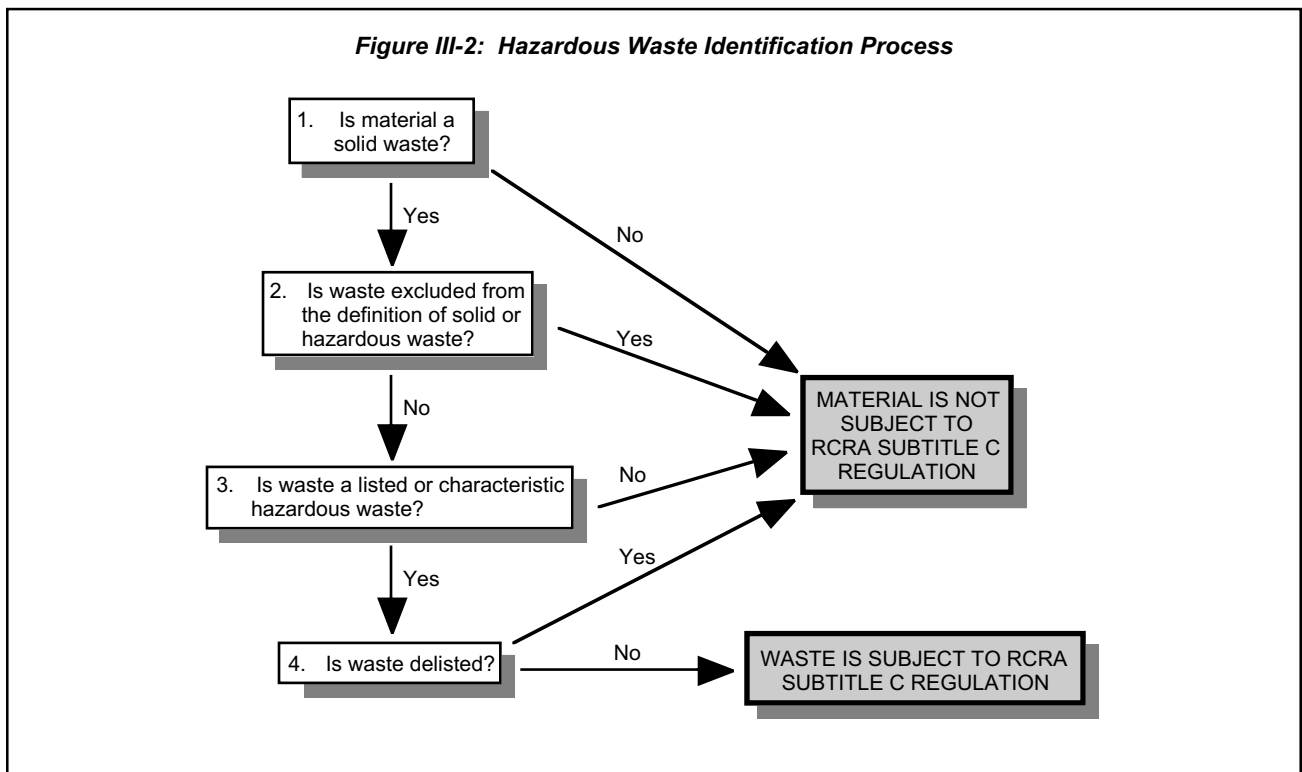 Figure III-2: Hazardous Waste Identification Process
1. Is material a
solid waste?
Yes
No
2. Is waste excluded from
the definition of solid or
hazardous waste?
Yes
No
MATERIAL IS NOT
SUBJECT TO
RCRA SUBTITLE C
REGULATION
3. Is waste a listed or characteristic
hazardous waste?
No
Yes
Yes
4. Is waste delisted?
No
WASTE IS SUBJECT TO RCRA
SUBTITLE C REGULATION